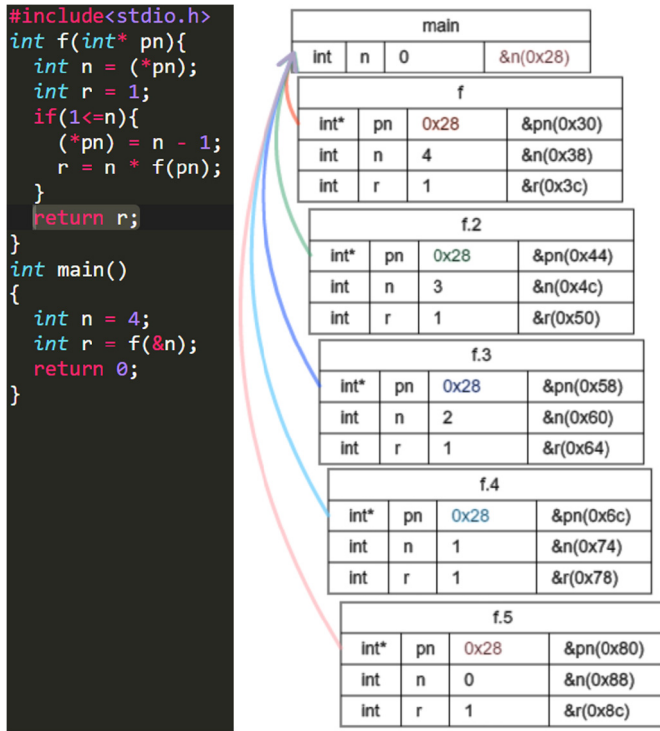 #include<stdio.h>
int f(int* pn){
  int n = (*pn);
  int r = 1;
  if(1<=n){
    (*pn) = n - 1;
    r = n * f(pn);
  }
  return r;
}
int main()
{
  int n = 4;
  int r = f(&n);
  return 0;
}
main
int n 0 &n(0x28)
f
int* pn 0x28 &pn(0x30)
int n 4 &n(0x38)
int r 1 &r(0x3c)
f.2
int* pn 0x28 &pn(0x44)
int n 3 &n(0x4c)
int r 1 &r(0x50)
f.3
int* pn 0x28 &pn(0x58)
int n 2 &n(0x60)
int r 1 &r(0x64)
f.4
int* pn 0x28 &pn(0x6c)
int n 1 &n(0x74)
int r 1 &r(0x78)
f.5
int* pn 0x28 &pn(0x80)
int n 0 &n(0x88)
int r 1 &r(0x8c)